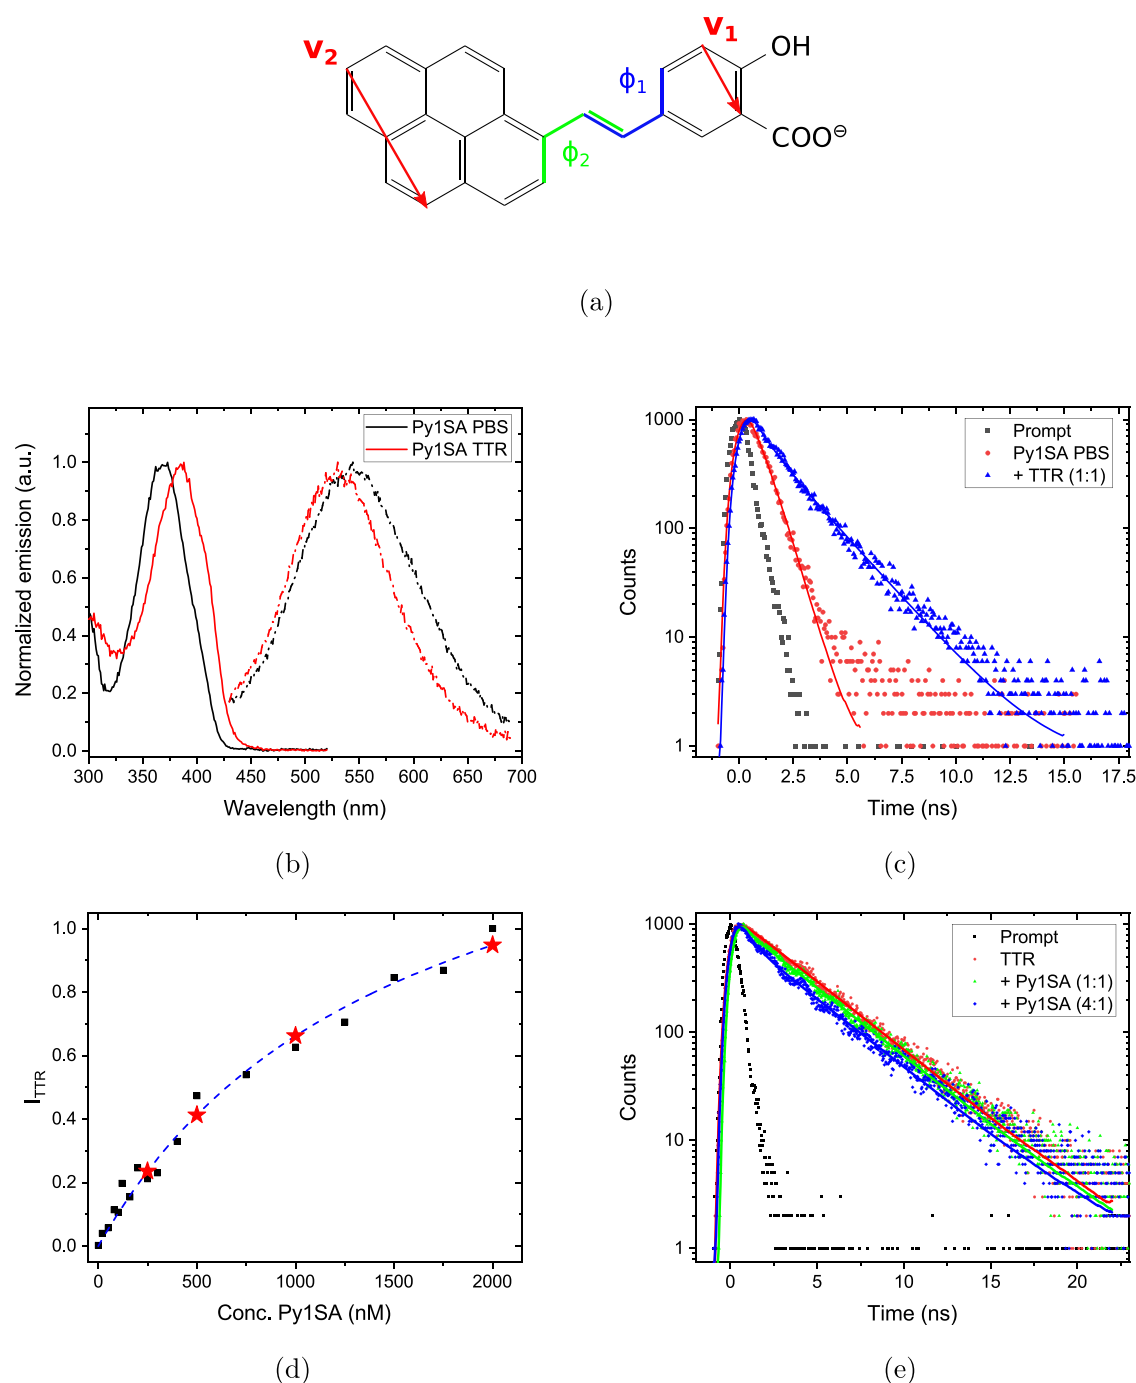 v₂
v₁
OH
ϕ₁
ϕ₂
COO⊖
(a)
Normalized emission (a.u.)
1.0
0.8
0.6
0.4
0.2
0.0
Py1SA PBS
Py1SA TTR
300 350 400 450 500 550 600 650 700
Wavelength (nm)
(b)
Counts
1000
100
10
1
Prompt
Py1SA PBS
+ TTR (1:1)
0.0 2.5 5.0 7.5 10.0 12.5 15.0 17.5
Time (ns)
(c)
I_TTR
1.0
0.8
0.6
0.4
0.2
0.0
0 500 1000 1500 2000
Conc. Py1SA (nM)
(d)
Counts
1000
100
10
1
Prompt
TTR
+ Py1SA (1:1)
+ Py1SA (4:1)
0 5 10 15 20
Time (ns)
(e)